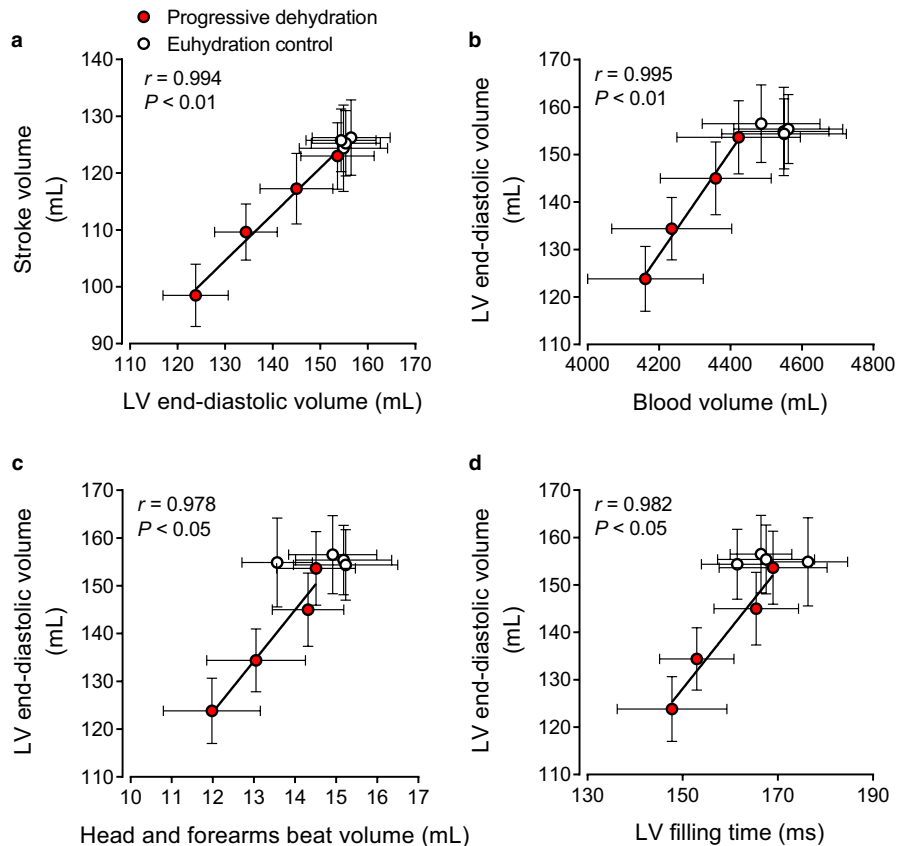 Progressive dehydration
Euhydration control
a
r = 0.994
P < 0.01
Stroke volume
(mL)
140
130
120
110
100
90
110 120 130 140 150 160 170
LV end-diastolic volume (mL)
b
r = 0.995
P < 0.01
LV end-diastolic volume
(mL)
170
160
150
140
130
120
110
4000 4200 4400 4600 4800
Blood volume (mL)
c
r = 0.978
P < 0.05
LV end-diastolic volume
(mL)
170
160
150
140
130
120
110
10 11 12 13 14 15 16 17
Head and forearms beat volume (mL)
d
r = 0.982
P < 0.05
LV end-diastolic volume
(mL)
170
160
150
140
130
120
110
130 150 170 190
LV filling time (ms)